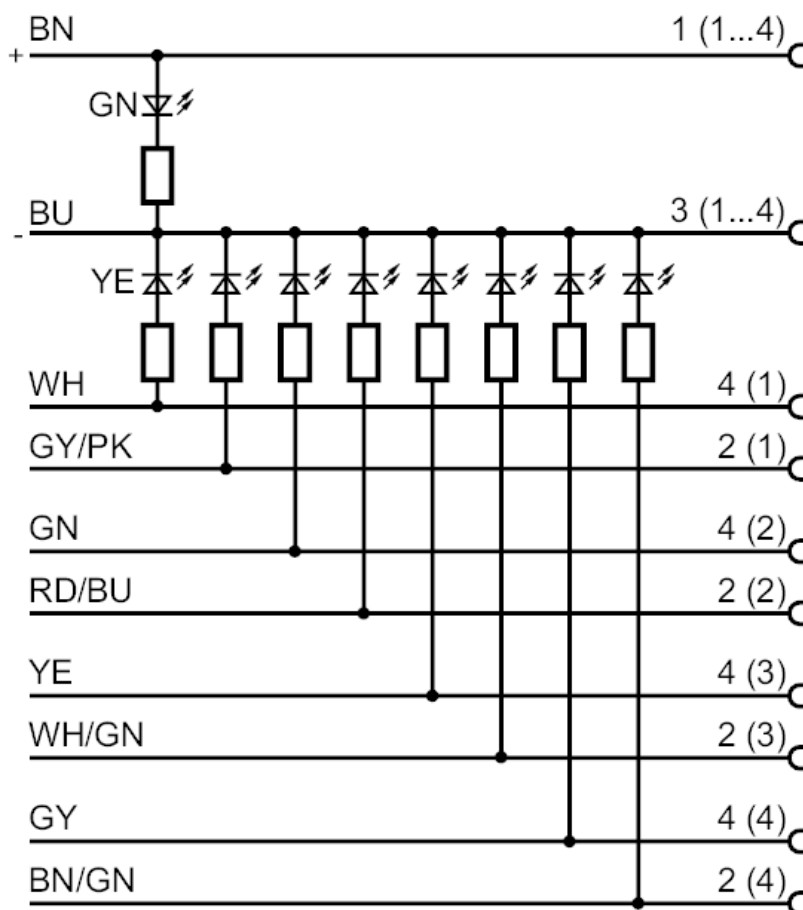 BN 1 (1...4)
+
GN
BU 3 (1...4)
-
YE
WH 4 (1)
GY/PK 2 (1)
GN 4 (2)
RD/BU 2 (2)
YE 4 (3)
WH/GN 2 (3)
GY 4 (4)
BN/GN 2 (4)